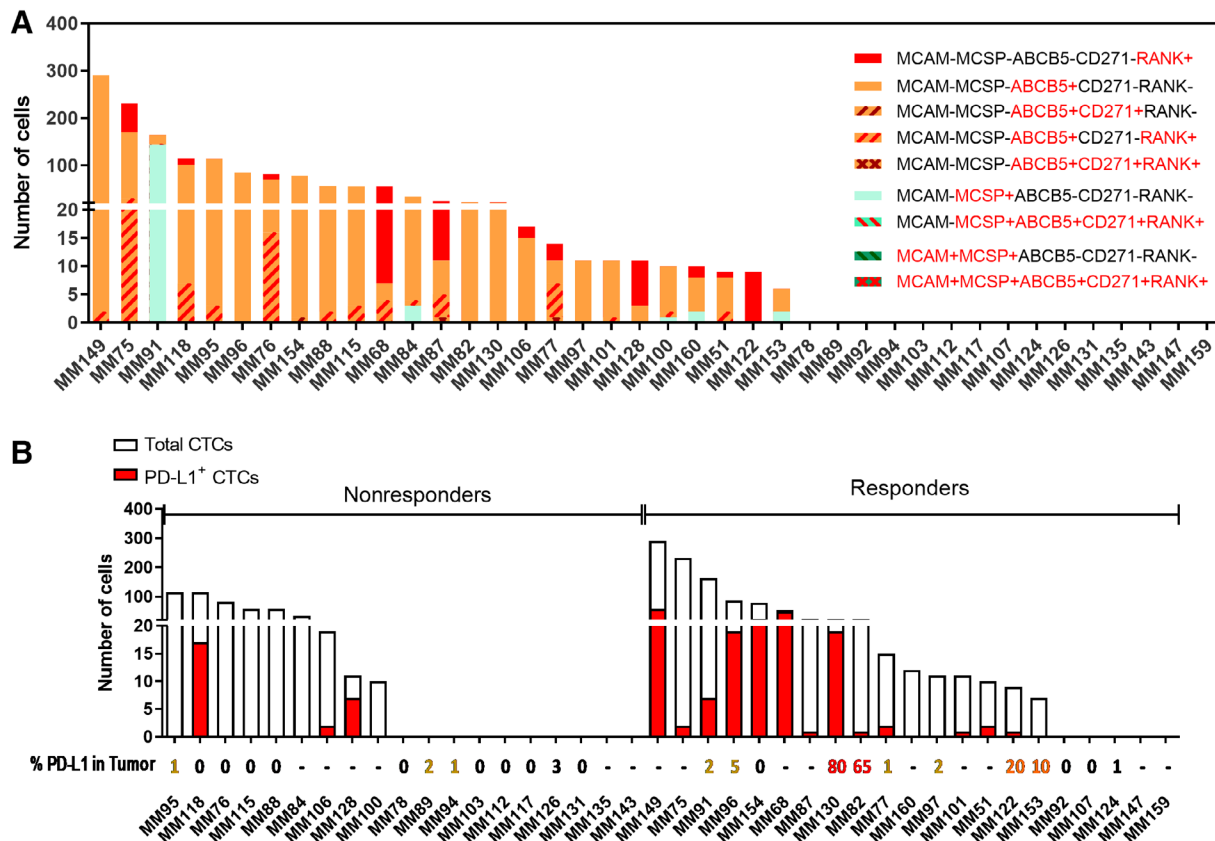 A
Number of cells
400
300
200
100
20
15
10
5
0
MCAM-MCSP-ABCB5-CD271-RANK+
MCAM-MCSP-ABCB5+CD271-RANK-
MCAM-MCSP-ABCB5+CD271+RANK-
MCAM-MCSP-ABCB5+CD271-RANK+
MCAM-MCSP-ABCB5+CD271+RANK+
MCAM-MCSP+ABCB5-CD271-RANK-
MCAM-MCSP+ABCB5+CD271+RANK+
MCAM+MCSP+ABCB5-CD271-RANK-
MCAM+MCSP+ABCB5+CD271+RANK+
MM149 MM75 MM91 MM118 MM95 MM96 MM76 MM154 MM88 MM115 MM68 MM84 MM87 MM82 MM130 MM106 MM77 MM97 MM101 MM128 MM100 MM160 MM51 MM122 MM153 MM78 MM89 MM92 MM94 MM103 MM112 MM117 MM107 MM124 MM126 MM131 MM135 MM143 MM147 MM159
B
Total CTCs
PD-L1+ CTCs
Nonresponders
Responders
Number of cells
400
300
200
100
20
15
10
5
0
% PD-L1 in Tumor 1 0 0 0 0 - - - - 0 2 1 0 0 0 3 0 - - - - 2 5 0 - - 80 65 1 - 2 - - 20 10 0 0 1 - -
MM95 MM118 MM76 MM115 MM88 MM84 MM106 MM128 MM100 MM78 MM89 MM94 MM103 MM112 MM117 MM126 MM131 MM135 MM143 MM149 MM75 MM91 MM96 MM154 MM68 MM87 MM130 MM82 MM77 MM160 MM97 MM101 MM51 MM122 MM153 MM92 MM107 MM124 MM147 MM159